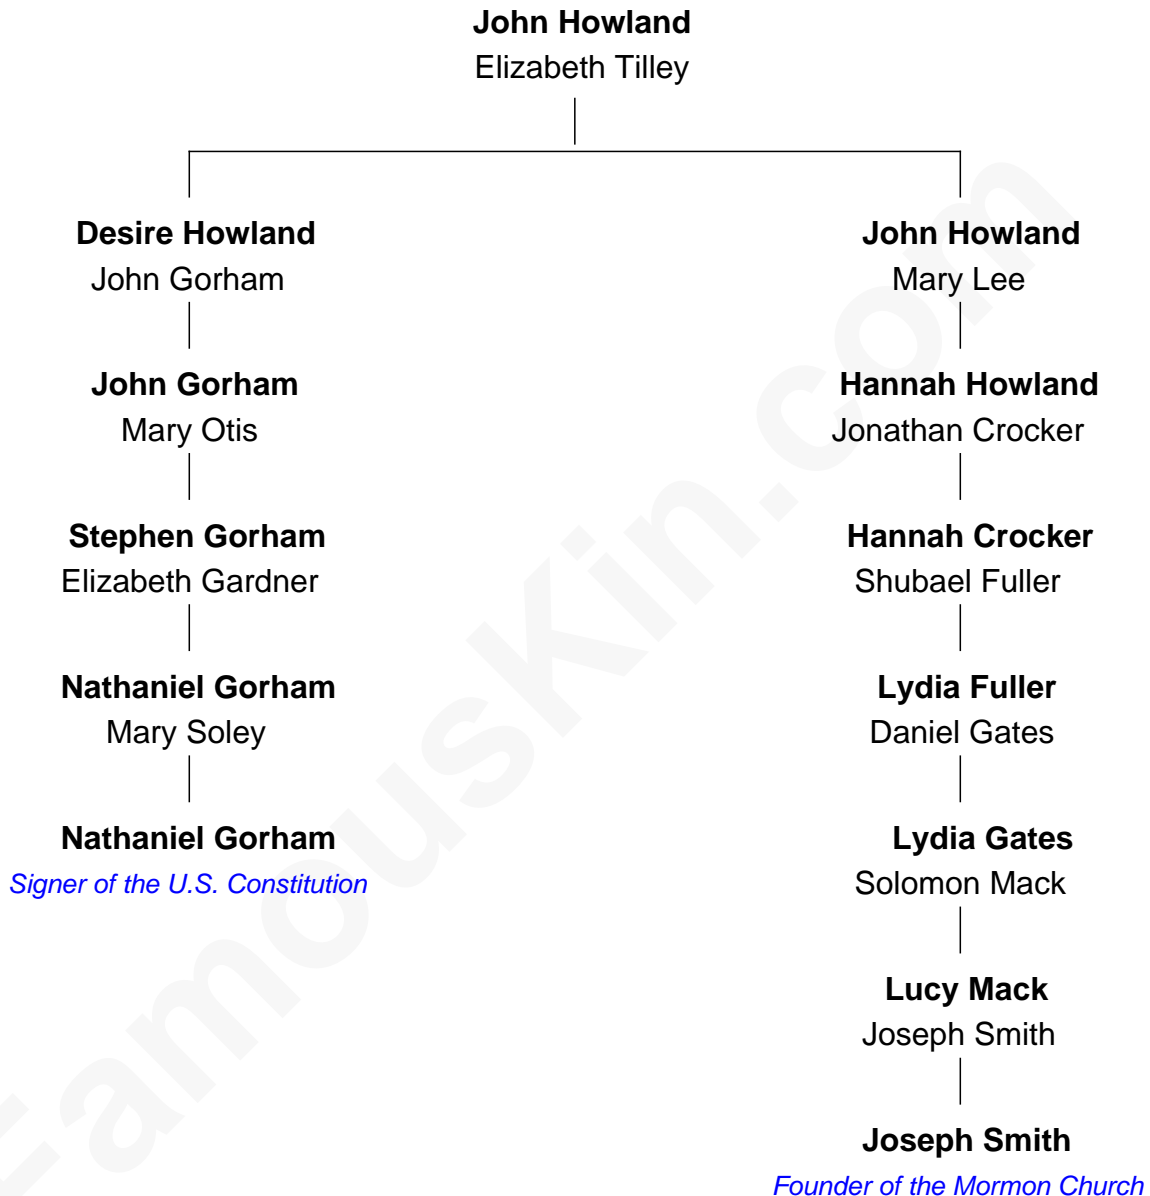 John Howland
Elizabeth Tilley
Desire Howland
John Gorham
John Howland
Mary Lee
John Gorham
Mary Otis
Hannah Howland
Jonathan Crocker
Stephen Gorham
Elizabeth Gardner
Hannah Crocker
Shubael Fuller
Nathaniel Gorham
Mary Soley
Lydia Fuller
Daniel Gates
Nathaniel Gorham
Signer of the U.S. Constitution
Lydia Gates
Solomon Mack
Lucy Mack
Joseph Smith
Joseph Smith
Founder of the Mormon Church
FamousKin.com